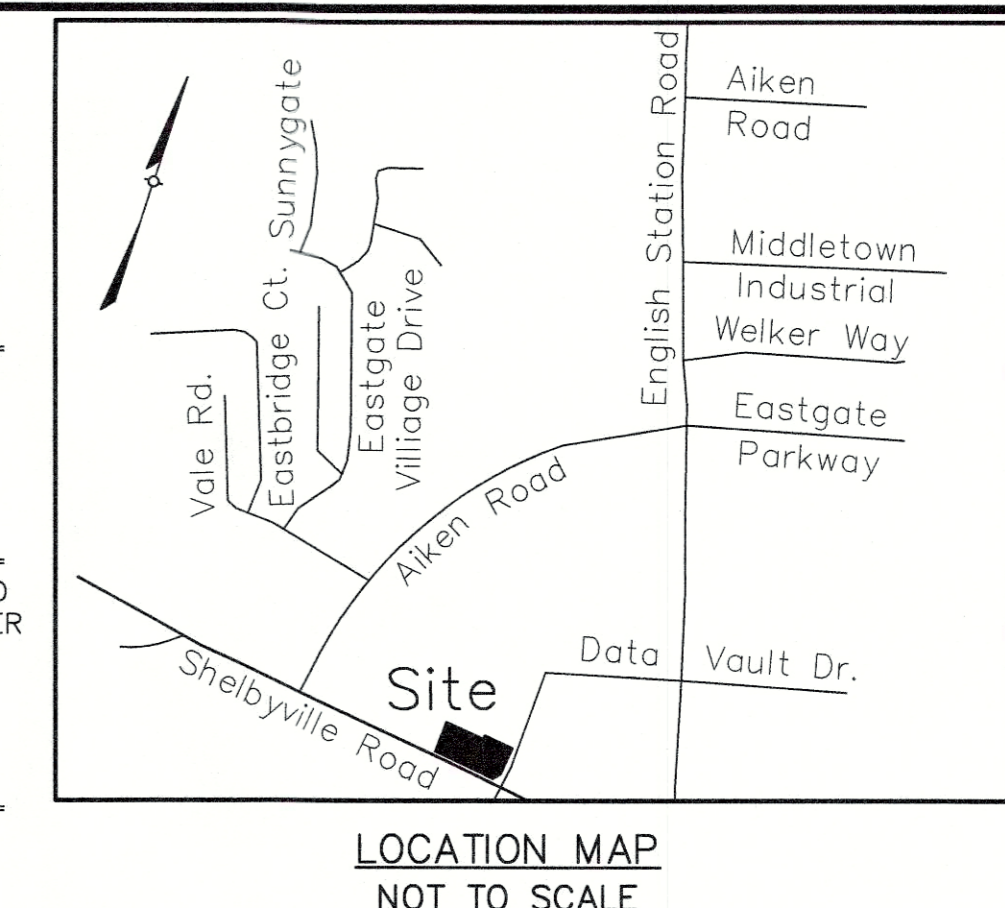 Sunnygate
English Station Road
Aiken
Road
Middletown
Industrial
Welker Way
Eastgate
Parkway
Vale Rd.
Eastbridge Ct.
Eastgate
Villiage Drive
Aiken Road
Data Vault Dr.
Shelbyville Road
Site
LOCATION MAP
NOT TO SCALE